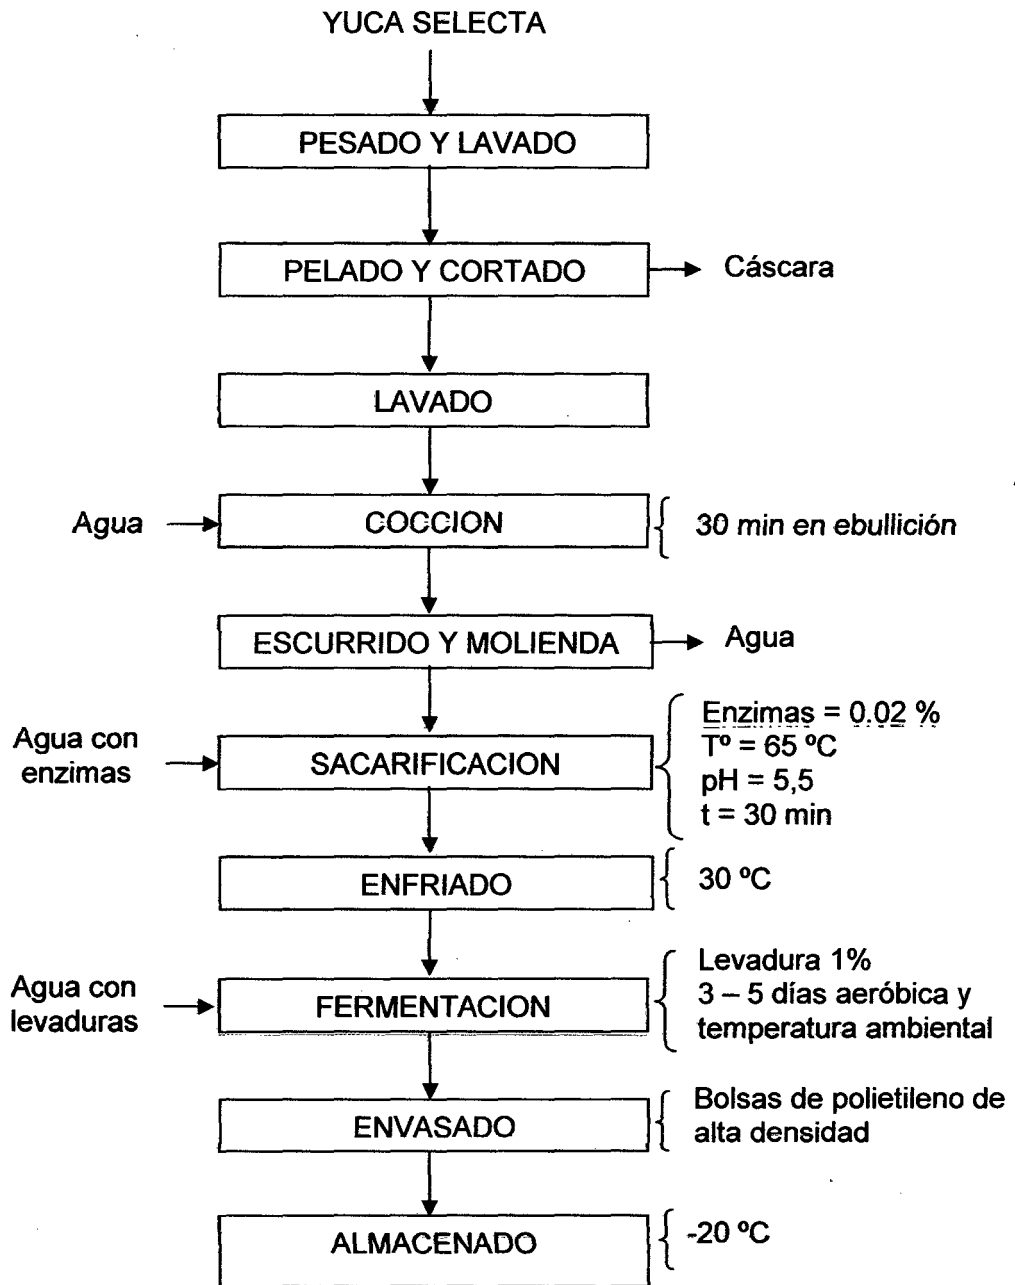 YUCA SELECTA
PESADO Y LAVADO
PELADO Y CORTADO
Cáscara
LAVADO
Agua
COCCION
30 min en ebullición
ESCURRIDO Y MOLIENDA
Agua
Agua con
enzimas
SACARIFICACION
Enzimas = 0.02 %
Tº = 65 ºC
pH = 5,5
t = 30 min
ENFRIADO
30 ºC
Agua con
levaduras
FERMENTACION
Levadura 1%
3 – 5 días aeróbica y
temperatura ambiental
ENVASADO
Bolsas de polietileno de
alta densidad
ALMACENADO
-20 ºC